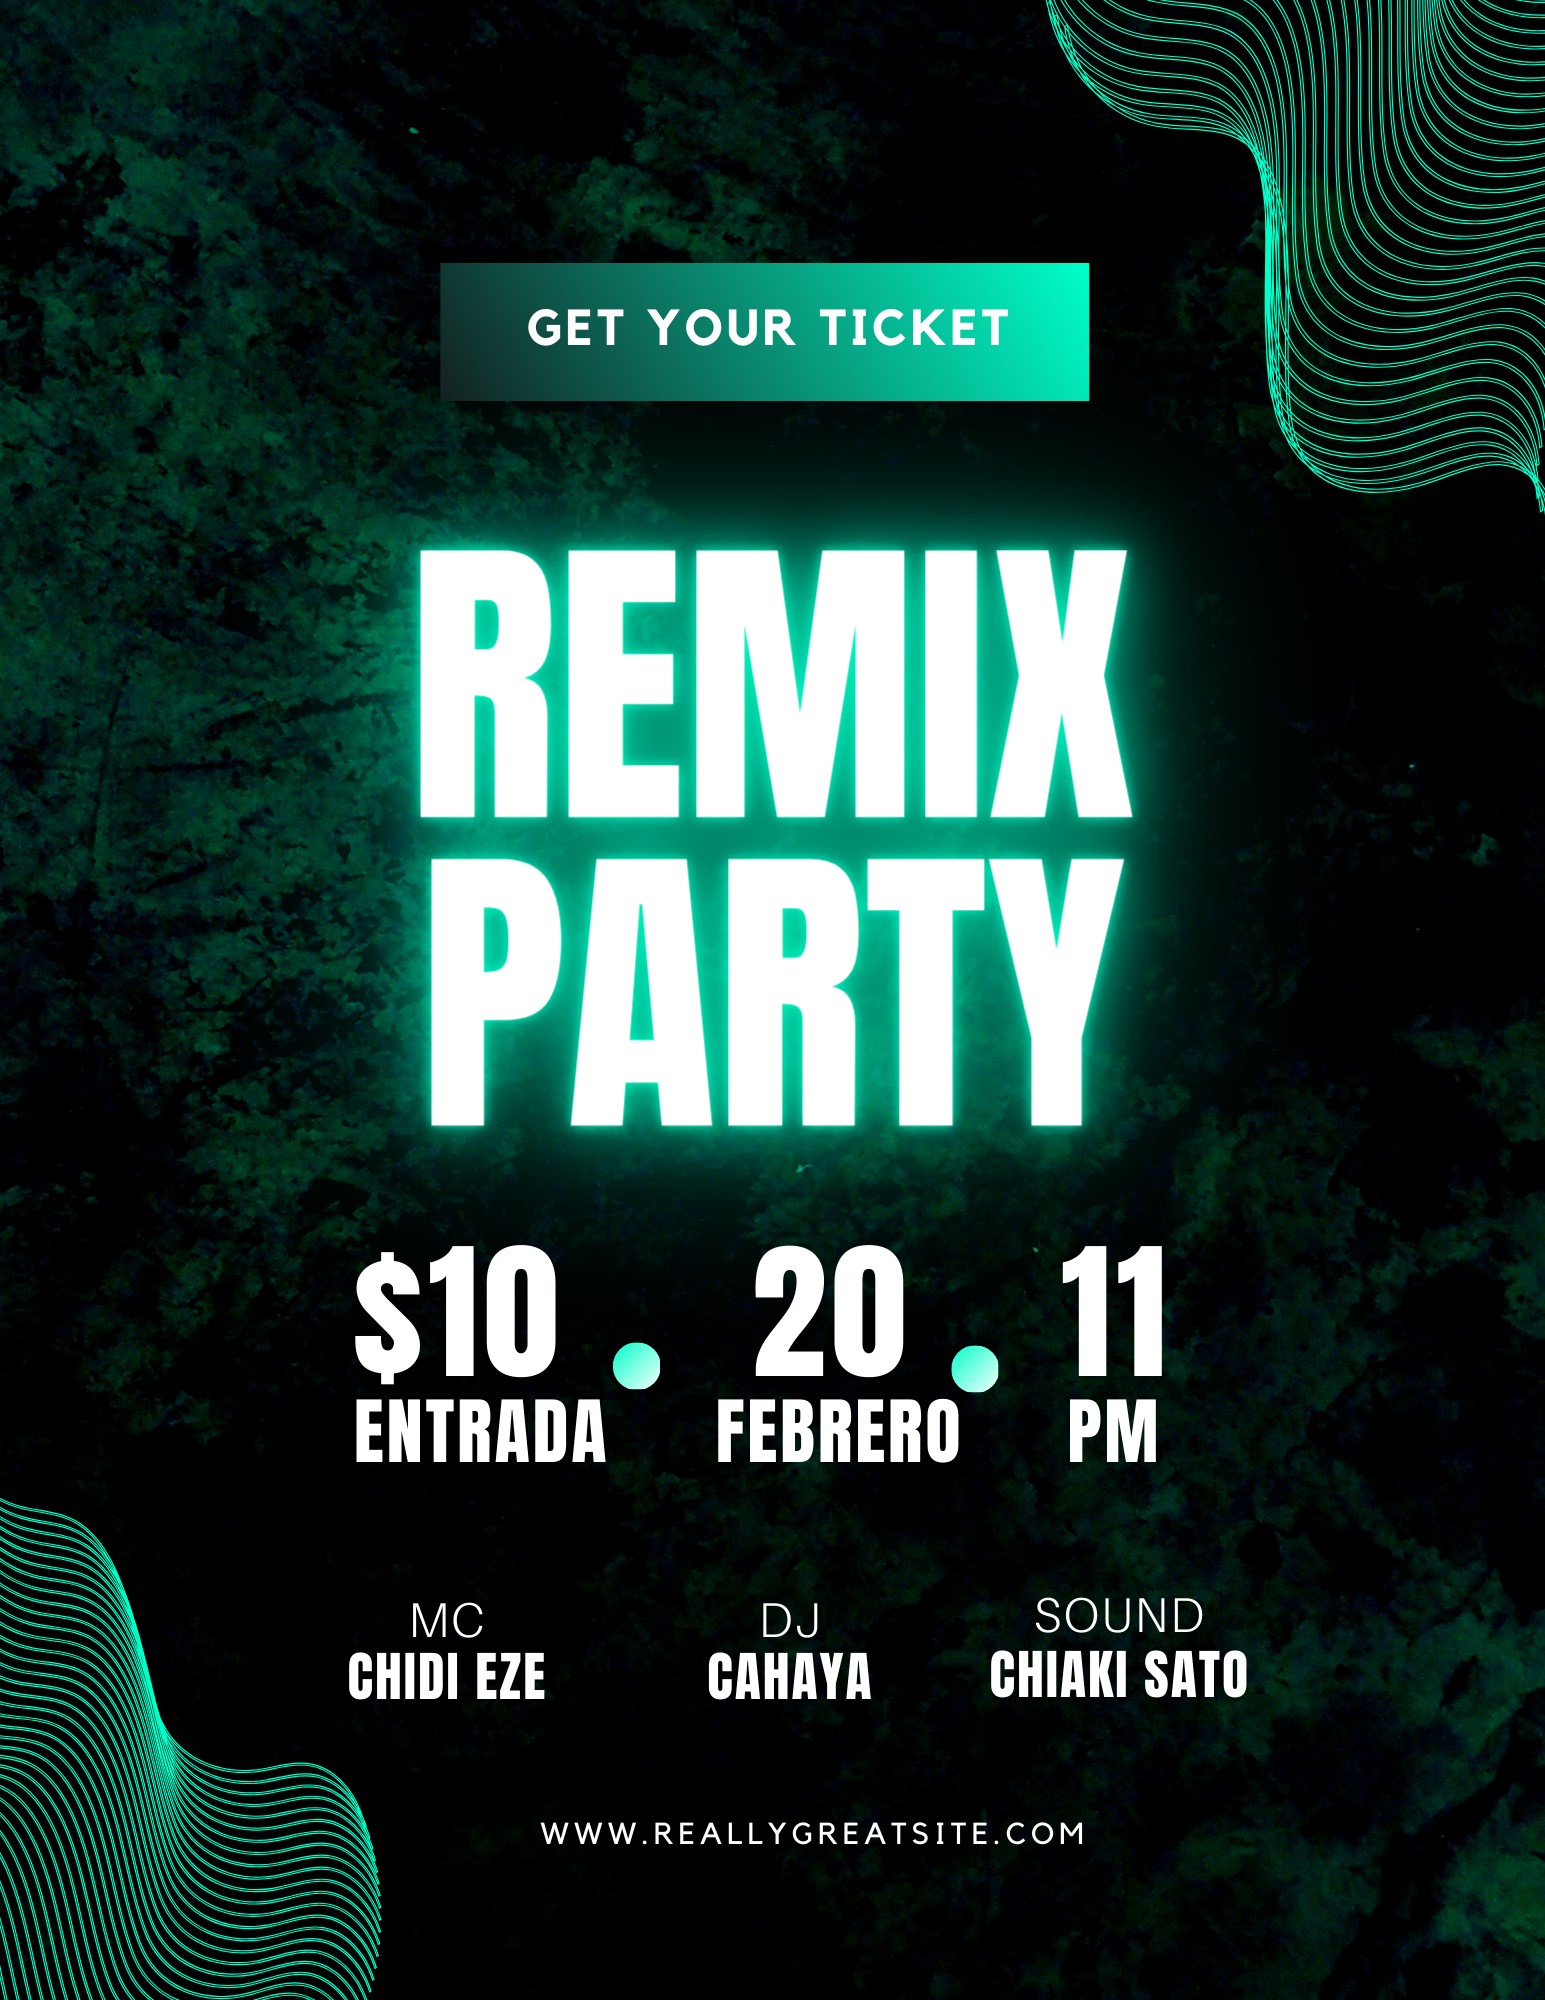 GET YOUR TICKET
REMIX
PARTY
$10 . 20 . 11
ENTRADA FEBRERO PM
MC DJ SOUND
CHIDI EZE CAHAYA CHIAKI SATO
WWW.REALLYGREATSITE.COM